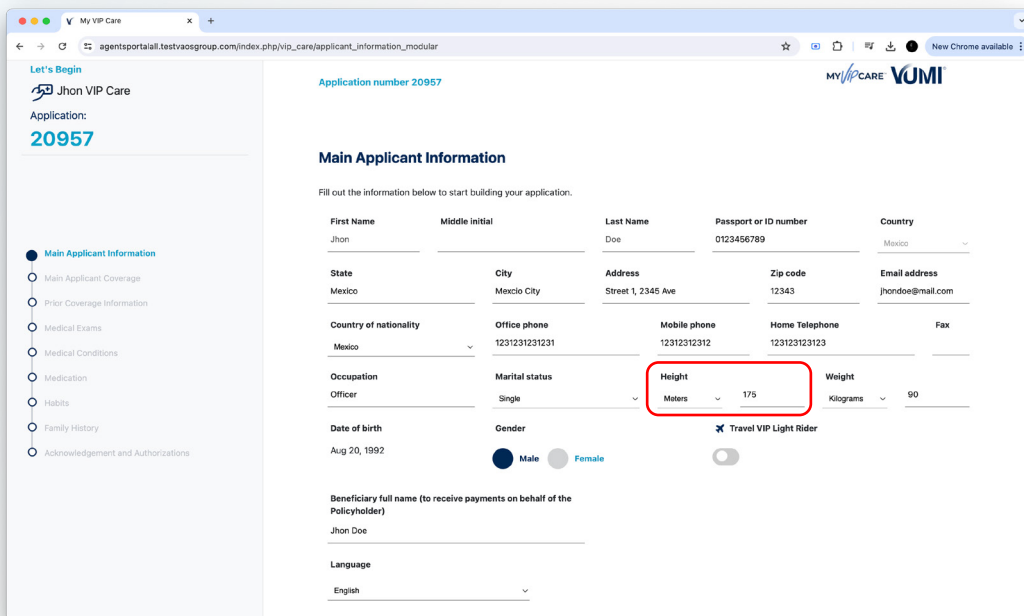 My VIP Care
agentsportalall.testvaosgroup.com/index.php/vip_care/applicant_information_modular
New Chrome available
Let's Begin
Jhon VIP Care
Application:
20957
Application number 20957
MY VIP CARE VUMI®
Main Applicant Information
Fill out the information below to start building your application.
First Name Middle initial Last Name Passport or ID number Country
Jhon Doe 0123456789 Mexico
State City Address Zip code Email address
Mexico Mexcio City Street 1, 2345 Ave 12343 jhondoe@mail.com
Country of nationality Office phone Mobile phone Home Telephone Fax
Mexico 1231231231231 12312312312 123123123123
Occupation Marital status Height Weight
Officer Single Meters 175 Kilograms 90
Date of birth Gender Travel VIP Light Rider
Aug 20, 1992 Male Female
Beneficiary full name (to receive payments on behalf of the
Policyholder)
Jhon Doe
Language
English
Main Applicant Information
Main Applicant Coverage
Prior Coverage Information
Medical Exams
Medical Conditions
Medication
Habits
Family History
Acknowledgement and Authorizations